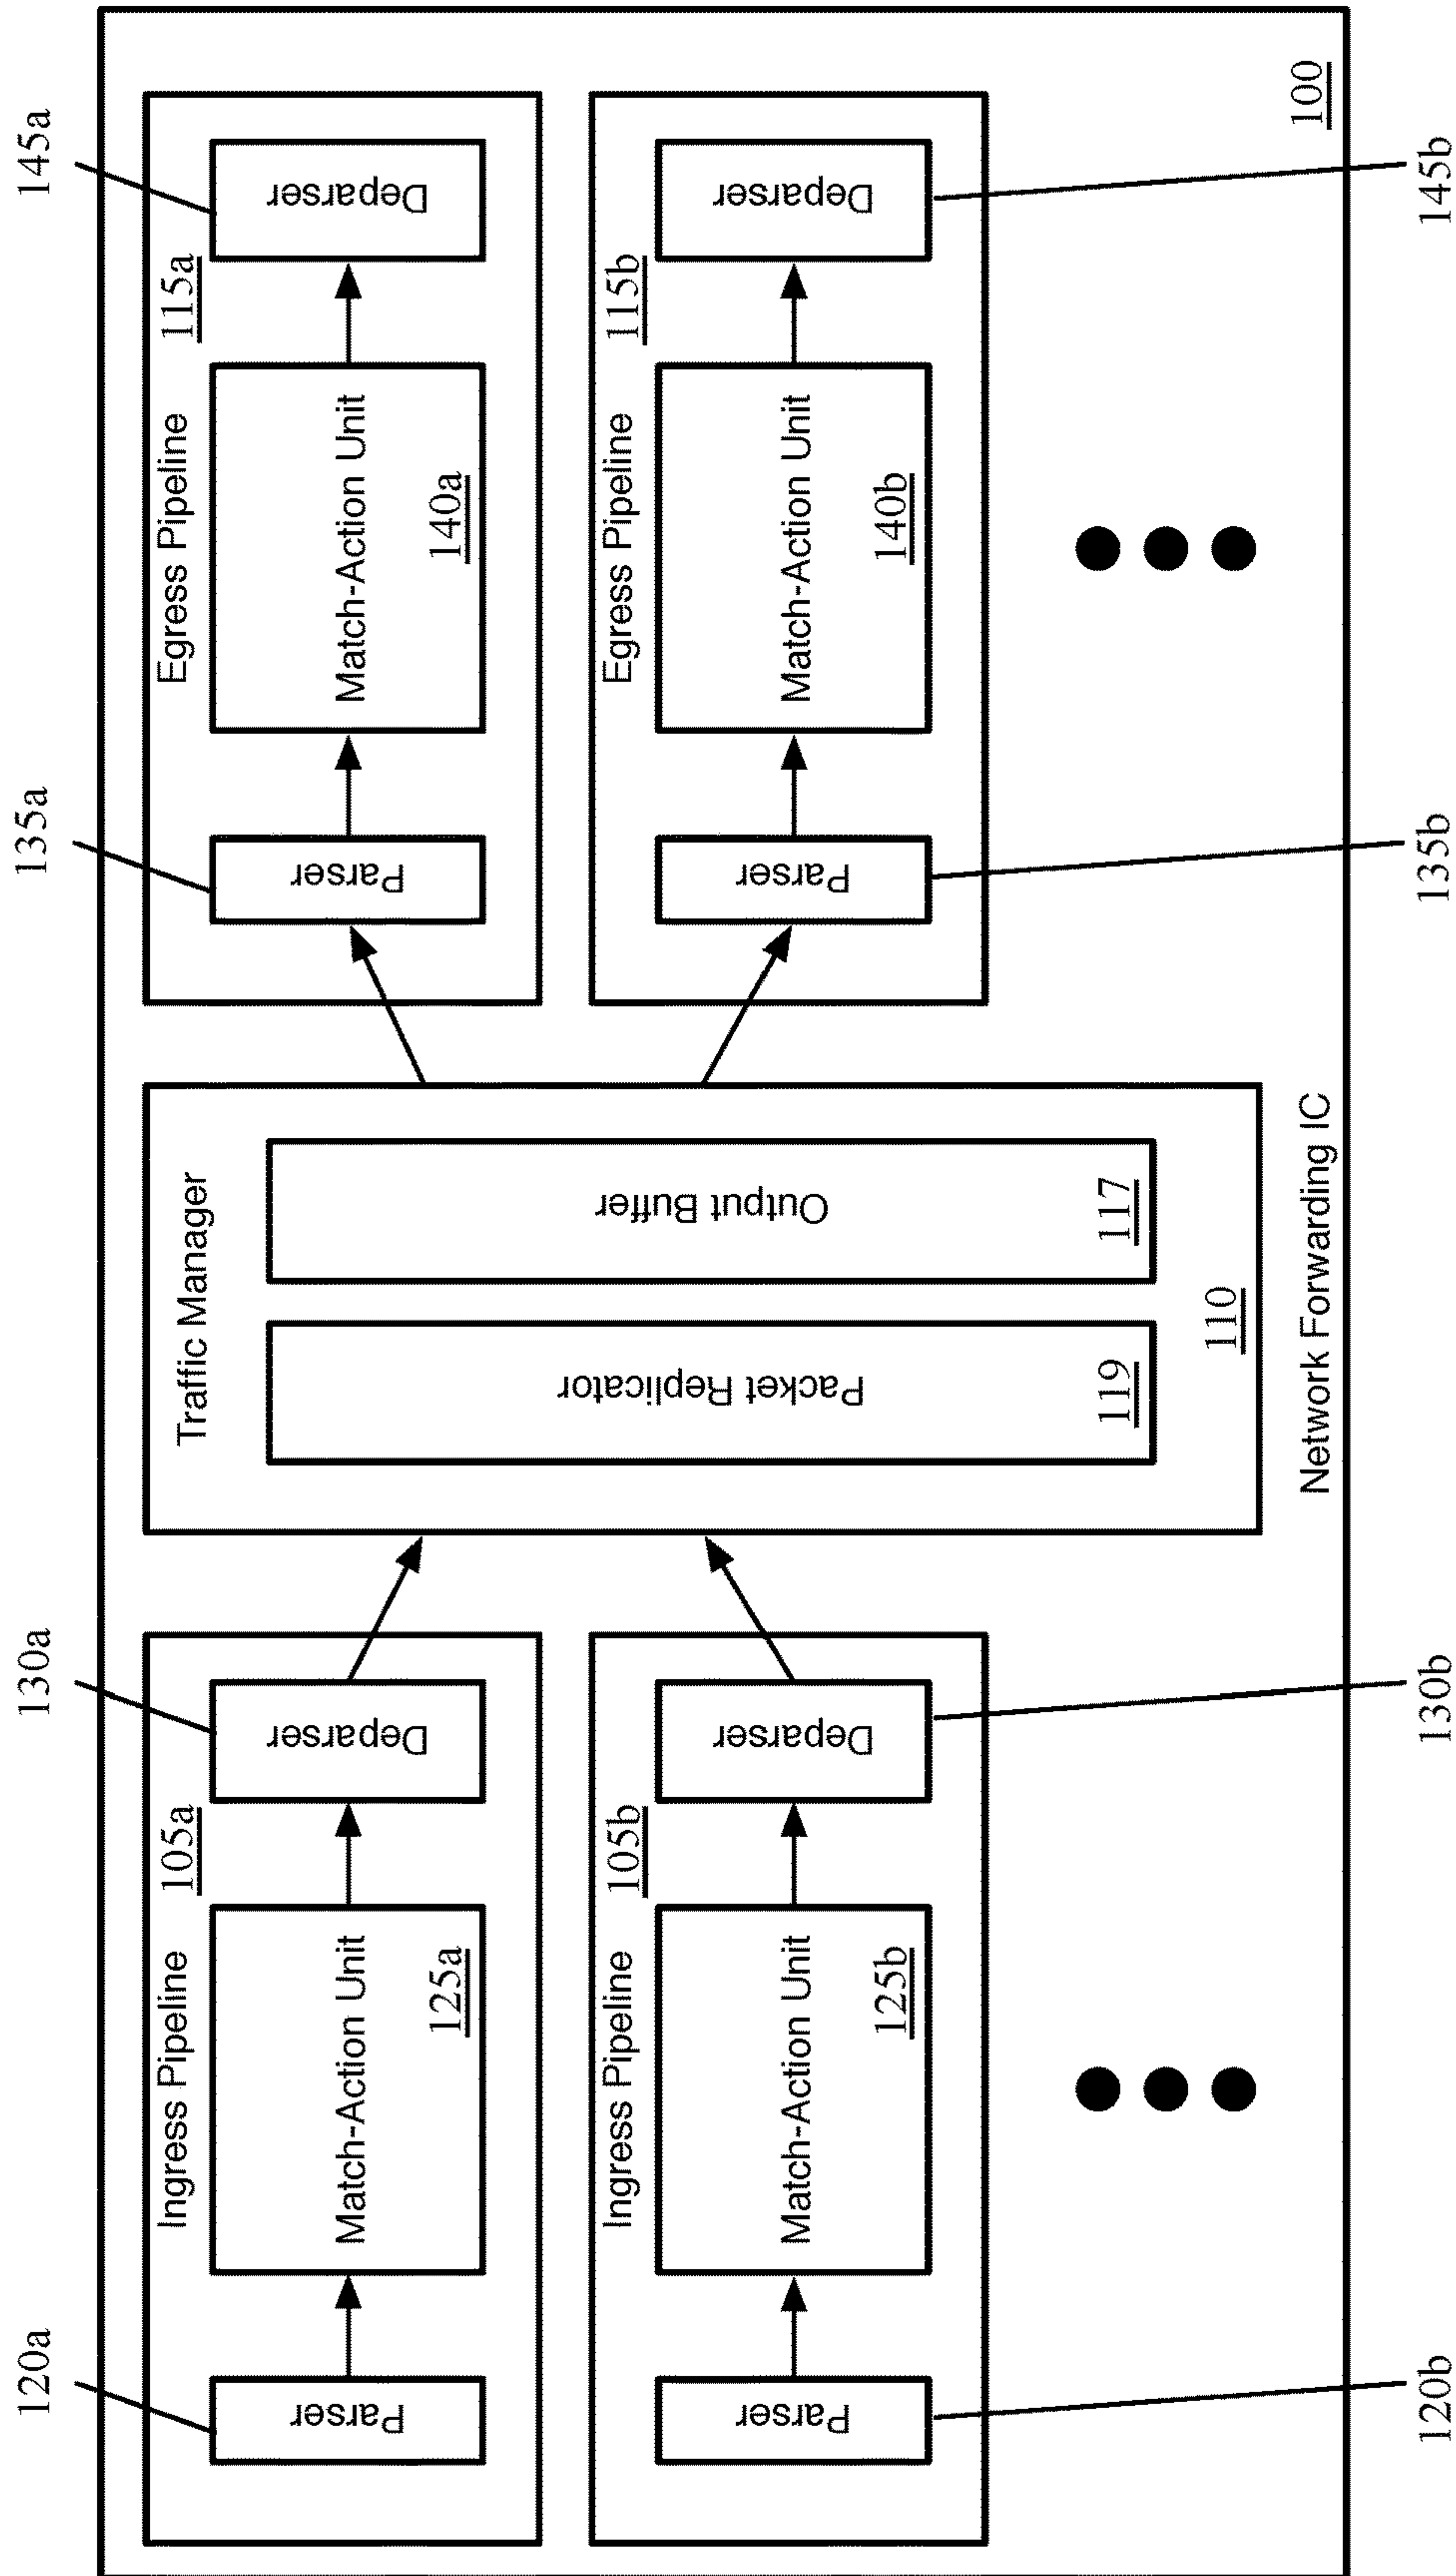 120a
130a
135a
145a
Ingress Pipeline 105a
Parser
Match-Action Unit
125a
Deparser
Ingress Pipeline 105b
Parser
Match-Action Unit
125b
Deparser
Traffic Manager
Packet Replicator
119
Output Buffer
117
110
Egress Pipeline 115a
Parser
Match-Action Unit
140a
Deparser
Egress Pipeline 115b
Parser
Match-Action Unit
140b
Deparser
Network Forwarding IC
100
120b
130b
135b
145b